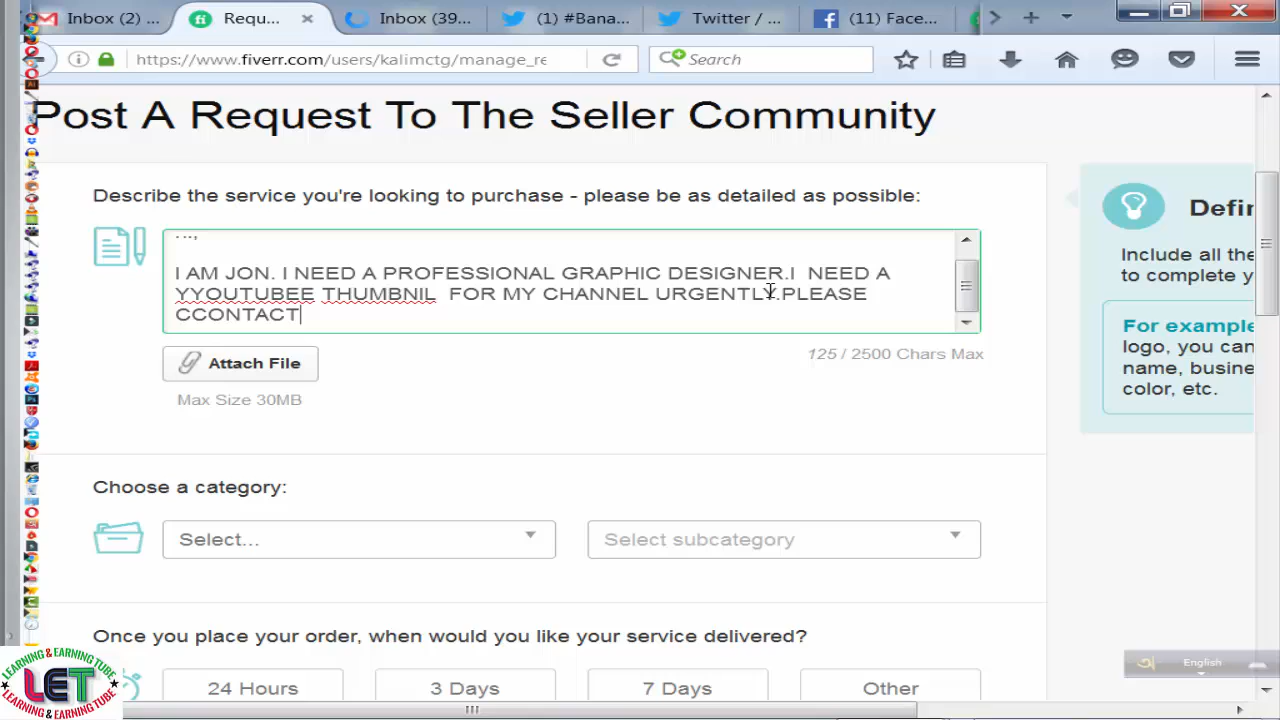 Inbox (2) ...
Requ...
Inbox (39...
(1) #Bana...
Twitter / ...
(11) Face...
https://www.fiverr.com/users/kalimctg/manage_re
Search
Post A Request To The Seller Community
Describe the service you're looking to purchase - please be as detailed as possible:
I AM JON. I NEED A PROFESSIONAL GRAPHIC DESIGNER.I  NEED A
YYOUTUBEE THUMBNIL  FOR MY CHANNEL URGENTLY.PLEASE
CCONTACT
Attach File
125 / 2500 Chars Max
Max Size 30MB
Defin
Include all the
to complete y
For example
logo, you can
name, busine
color, etc.
Choose a category:
Select...
Select subcategory
Once you place your order, when would you like your service delivered?
24 Hours
3 Days
7 Days
Other
English
LEARNING & EARNING TUBE
LET
LEARNING & EARNING TUBE